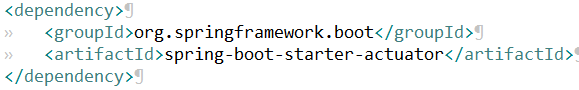 <dependency>¶
»   <groupId>org.springframework.boot</groupId>¶
»   <artifactId>spring-boot-starter-actuator</artifactId>¶
</dependency>¶